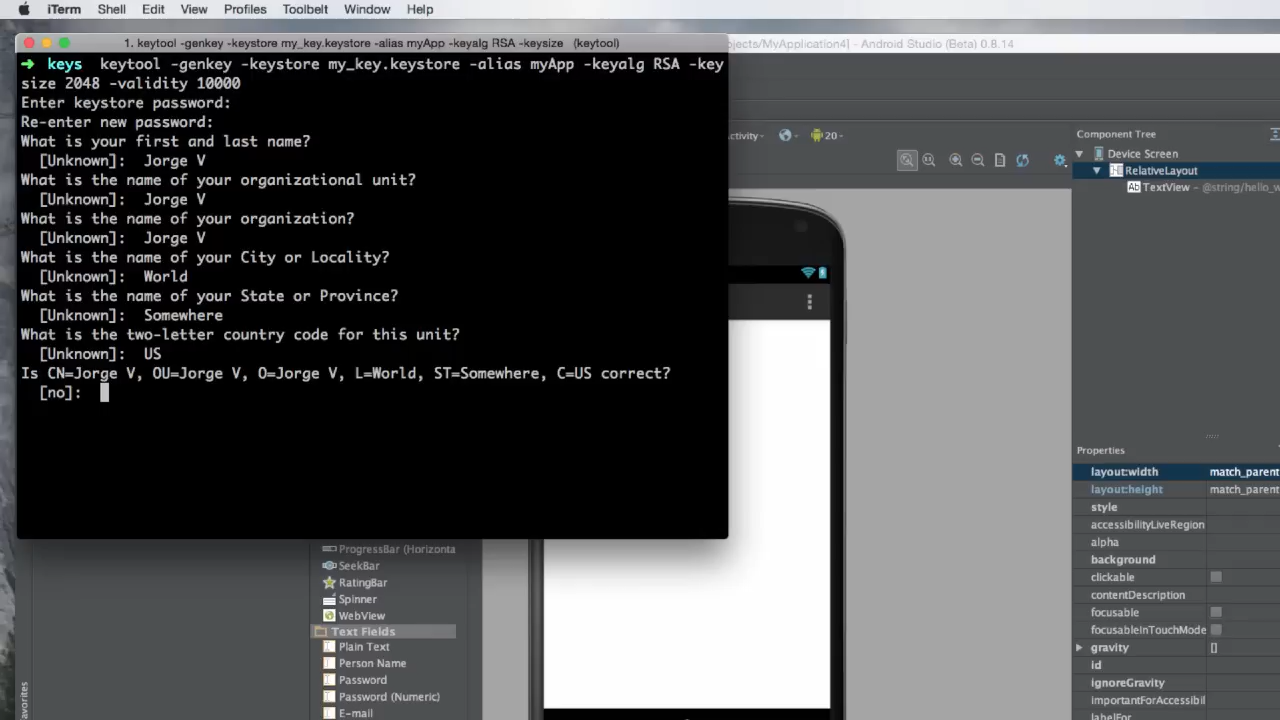 iTerm Shell Edit View Profiles Toolbelt Window Help
1. keytool -genkey -keystore my_key.keystore -alias myApp -keyalg RSA -keysize (keytool)
ojects/MyApplication4] - Android Studio (Beta) 0.8.14
➜ keys keytool -genkey -keystore my_key.keystore -alias myApp -keyalg RSA -key
size 2048 -validity 10000
Enter keystore password:
Re-enter new password:
What is your first and last name?
[Unknown]: Jorge V
What is the name of your organizational unit?
[Unknown]: Jorge V
What is the name of your organization?
[Unknown]: Jorge V
What is the name of your City or Locality?
[Unknown]: World
What is the name of your State or Province?
[Unknown]: Somewhere
What is the two-letter country code for this unit?
[Unknown]: US
Is CN=Jorge V, OU=Jorge V, O=Jorge V, L=World, ST=Somewhere, C=US correct?
[no]:
ctivity
20
Component Tree
Device Screen
RelativeLayout
Ab TextView - @string/hello_w
Properties
layout:width match_parent
layout:height match_parent
style
accessibilityLiveRegion
alpha
background
clickable
contentDescription
focusable
focusableInTouchMode
gravity []
id
ignoreGravity
importantForAccessibil
labelFor
ProgressBar (Horizonta
SeekBar
RatingBar
Spinner
WebView
Text Fields
Plain Text
Person Name
Password
Password (Numeric)
E-mail
avorites